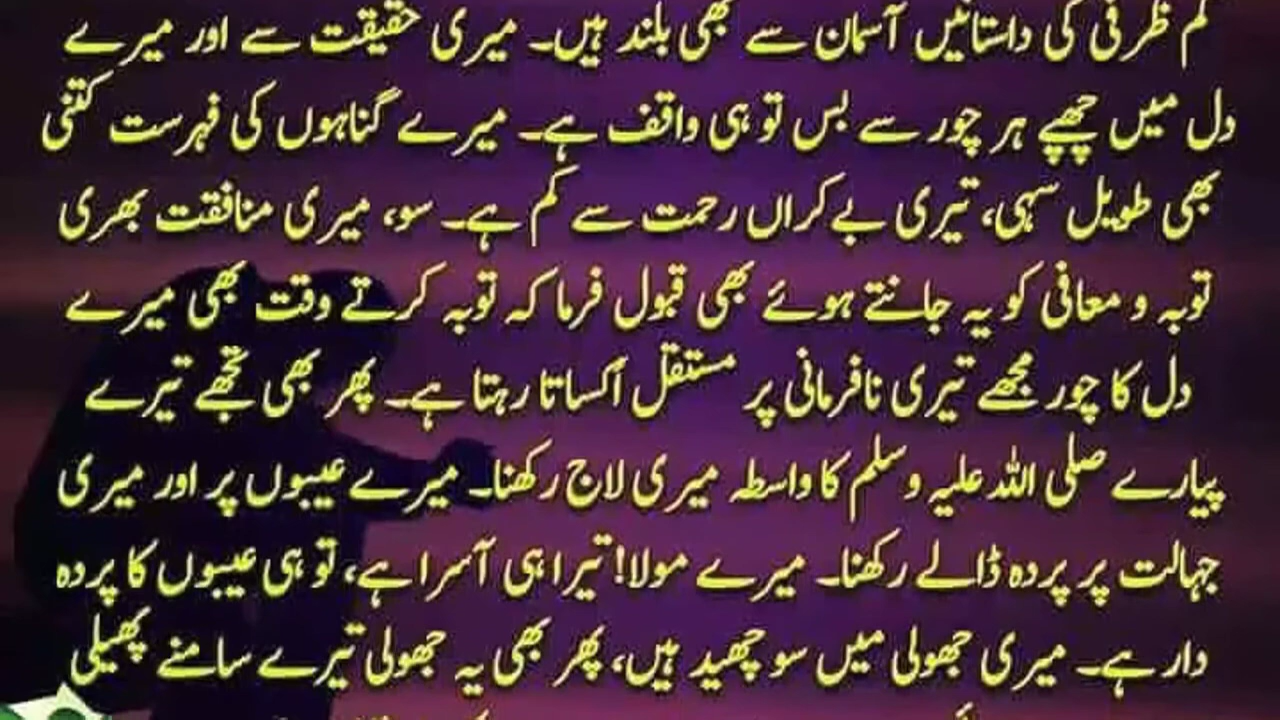 کم ظرفی کی داستانیں آسمان سے بھی بلند ہیں۔ میری حقیقت سے اور میرے
دل میں چھپے ہر چور سے بس تو ہی واقف ہے۔ میرے گناہوں کی فہرست کتنی
بھی طویل سہی، تیری بے کراں رحمت سے کم ہے۔ سو، میری منافقت بھری
توبہ و معافی کو یہ جانتے ہوئے بھی قبول فرما کہ توبہ کرتے وقت بھی میرے
دل کا چور مجھے تیری نافرمانی پر مستقل اُکساتا رہتا ہے۔ پھر بھی تجھے تیرے
پیارے صلی اللہ علیہ وسلم کا واسطہ میری لاج رکھنا۔ میرے عیبوں پر اور میری
جہالت پر پردہ ڈالے رکھنا۔ میرے مولا! تیرا ہی آسرا ہے، تو ہی عیبوں کا پردہ
دار ہے۔ میری جھولی میں سو چھید ہیں، پھر بھی یہ جھولی تیرے سامنے پھیلی